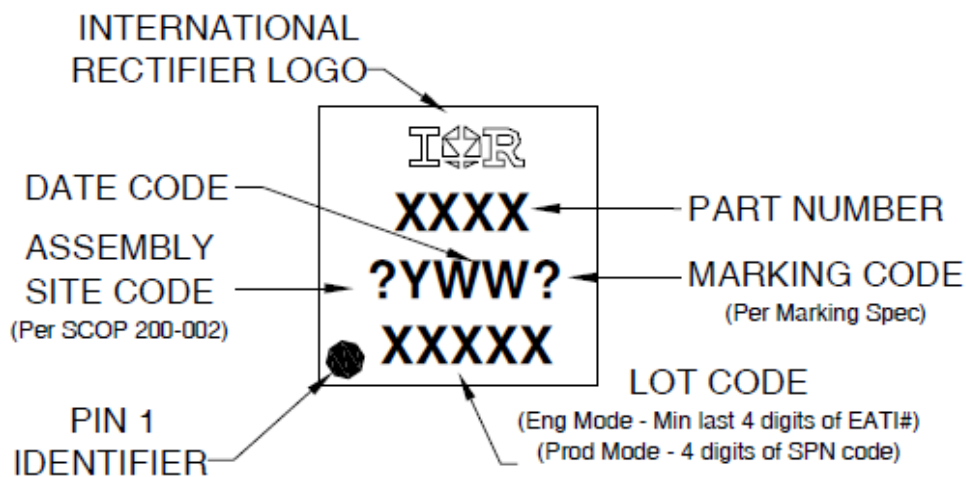 INTERNATIONAL
RECTIFIER LOGO
IR
DATE CODE
XXXX
PART NUMBER
ASSEMBLY
SITE CODE
(Per SCOP 200-002)
?YWW?
MARKING CODE
(Per Marking Spec)
XXXXX
LOT CODE
(Eng Mode - Min last 4 digits of EATI#)
(Prod Mode - 4 digits of SPN code)
PIN 1
IDENTIFIER